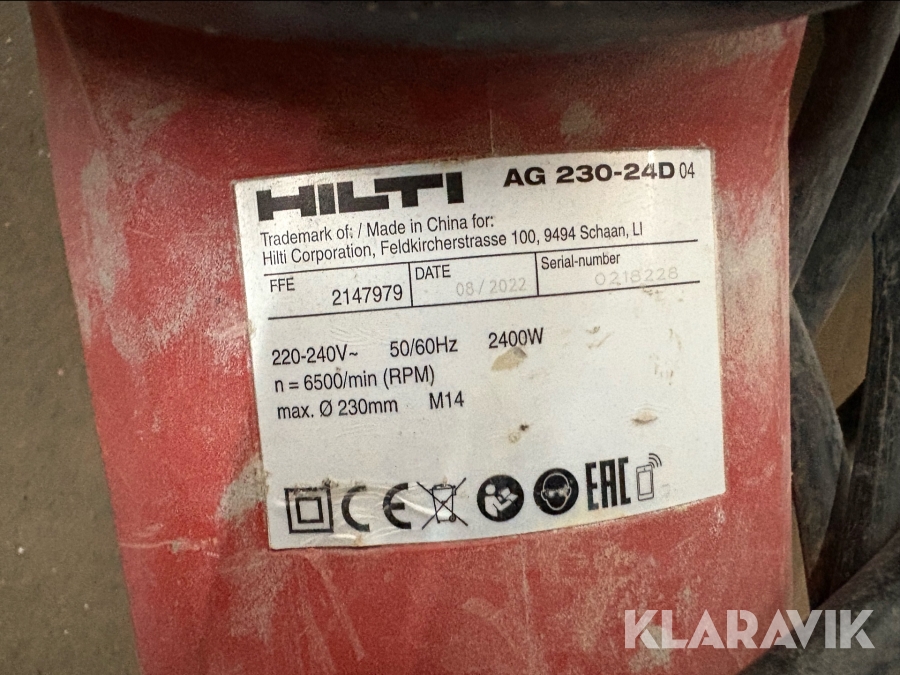 HILTI AG 230-24D 04
Trademark of: / Made in China for:
Hilti Corporation, Feldkircherstrasse 100, 9494 Schaan, LI
FFE 2147979 DATE 08/2022 Serial-number 0218228
220-240V~ 50/60Hz 2400W
n = 6500/min (RPM)
max. Ø 230mm M14
CE EAC
KLARAVIK